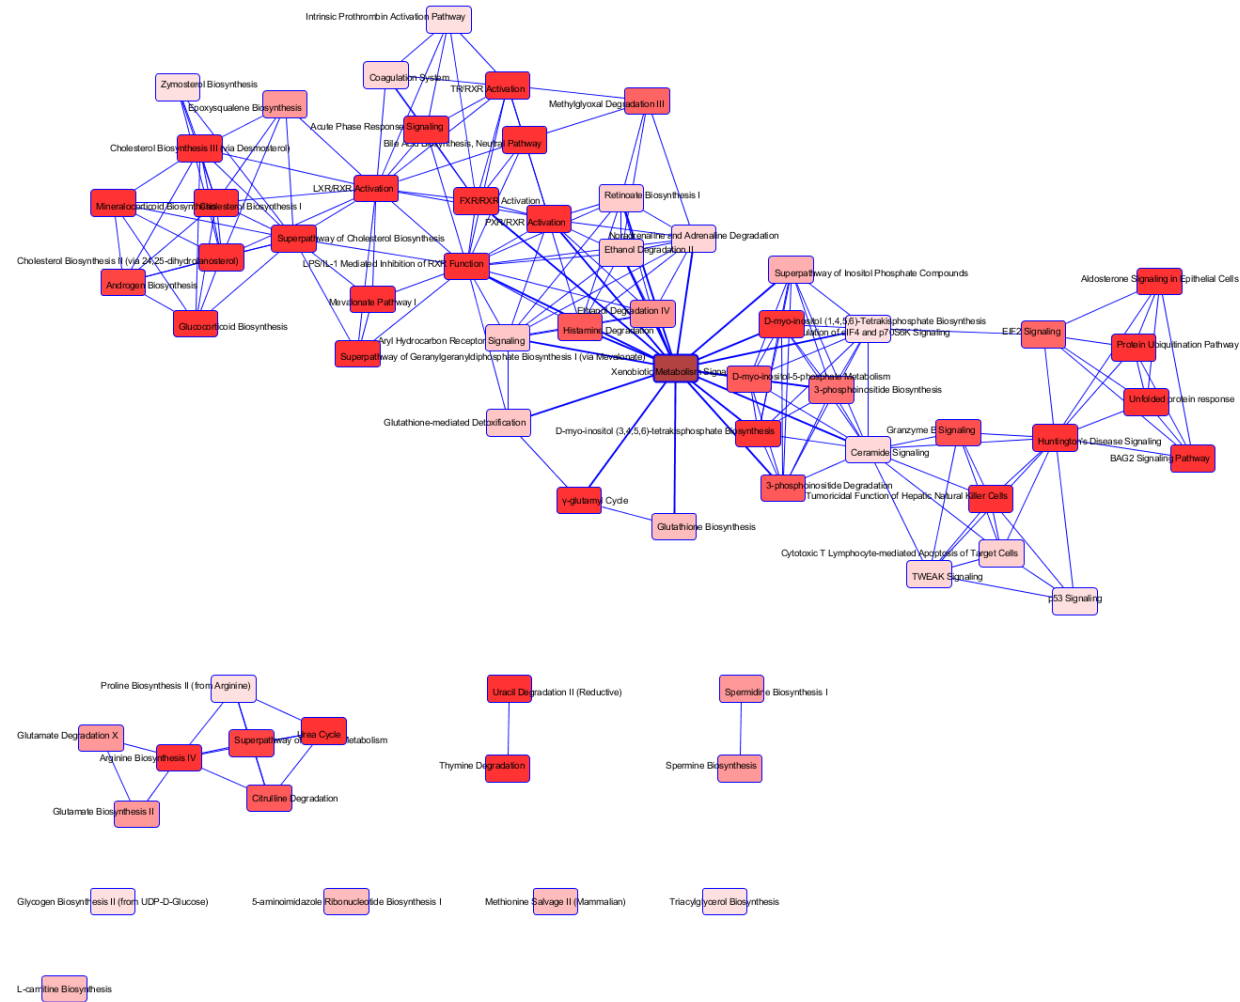 Intrinsic Prothrombin Activation Pathway
Coagulation System
Zymosterol Biosynthesis
TR/RXR Activation
Epoxysqualene Biosynthesis
Methylglyoxal Degradation III
Acute Phase Response Signaling
Bile Acid Biosynthesis, Neutral Pathway
Cholesterol Biosynthesis III (via Desmosterol)
LXR/RXR Activation
Retinoate Biosynthesis I
FXR/RXR Activation
Mineralocorticoid Biosynthesis
Cholesterol Biosynthesis I
PXR/RXR Activation
Noradrenaline and Adrenaline Degradation
Superpathway of Cholesterol Biosynthesis
Ethanol Degradation II
Cholesterol Biosynthesis II (via 24,25-dihydrolanosterol)
LPS/IL-1 Mediated Inhibition of RXR Function
Superpathway of Inositol Phosphate Compounds
Aldosterone Signaling in Epithelial Cells
Androgen Biosynthesis
Mevalonate Pathway I
Ethanol Degradation IV
D-myo-inositol (1,4,5,6)-Tetrakisphosphate Biosynthesis
Glucocorticoid Biosynthesis
Histamine Degradation
of eIF4 and p70S6K Signaling
EIF2 Signaling
Aryl Hydrocarbon Receptor Signaling
Protein Ubiquitination Pathway
Superpathway of Geranylgeranyldiphosphate Biosynthesis I (via Mevalonate)
Xenobiotic Metabolism
D-myo-inositol-5-phosphate Metabolism
3-phosphoinositide Biosynthesis
Unfolded protein response
Glutathione-mediated Detoxification
D-myo-inositol (3,4,5,6)-tetrakisphosphate Biosynthesis
Granzyme B Signaling
Huntington's Disease Signaling
Ceramide Signaling
BAG2 Signaling Pathway
3-phosphoinositide Degradation
Tumoricidal Function of Hepatic Natural Killer Cells
γ-glutamyl Cycle
Glutathione Biosynthesis
Cytotoxic T Lymphocyte-mediated Apoptosis of Target Cells
TWEAK Signaling
p53 Signaling
Proline Biosynthesis II (from Arginine)
Uracil Degradation II (Reductive)
Spermidine Biosynthesis I
Glutamate Degradation X
Urea Cycle
Superpathway of
Arginine Biosynthesis IV
Thymine Degradation
Spermine Biosynthesis
Citrulline Degradation
Glutamate Biosynthesis II
Glycogen Biosynthesis II (from UDP-D-Glucose)
5-aminoimidazole Ribonucleotide Biosynthesis I
Methionine Salvage II (Mammalian)
Triacylglycerol Biosynthesis
L-carnitine Biosynthesis